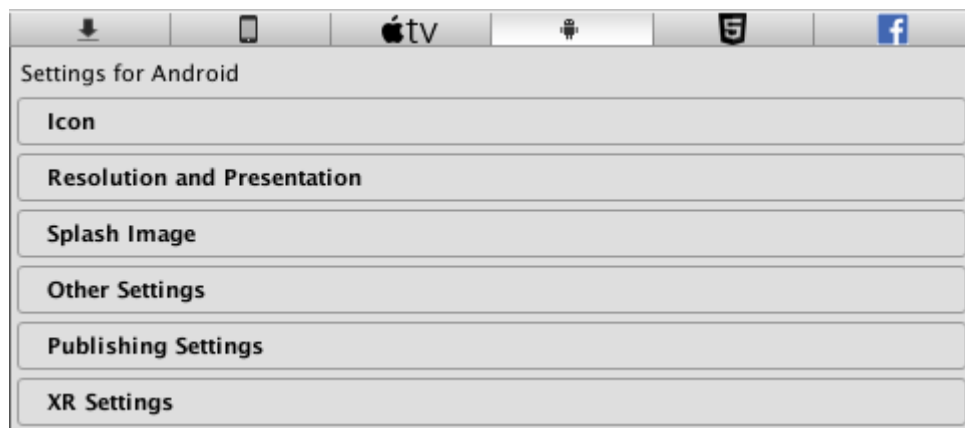 tv
Settings for Android
Icon
Resolution and Presentation
Splash Image
Other Settings
Publishing Settings
XR Settings